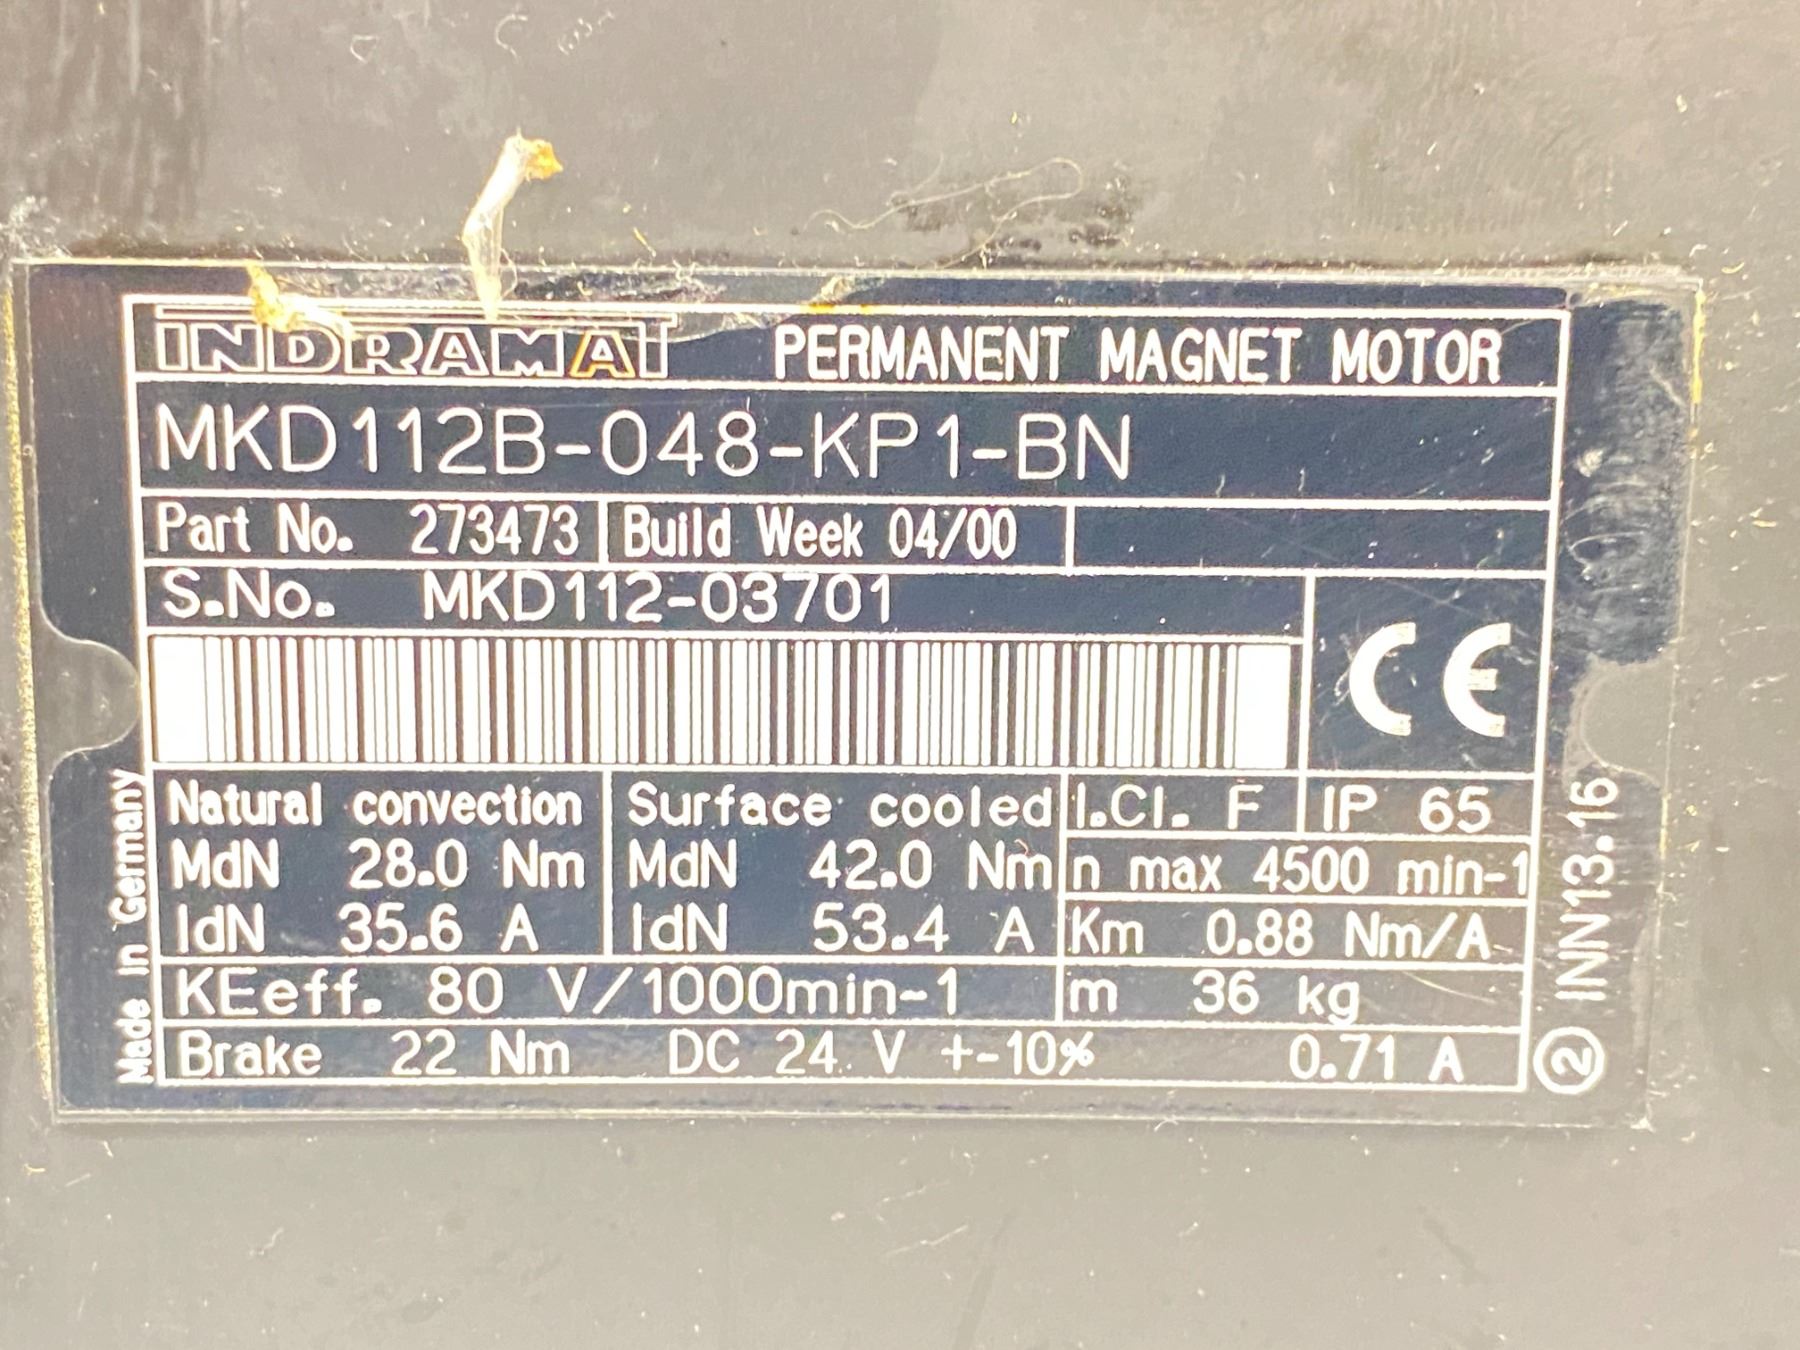 INDRAMAT PERMANENT MAGNET MOTOR
MKD112B-048-KP1-BN
Part No. 273473 Build Week 04/00
S.No. MKD112-03701
CE
Natural convection Surface cooled I.Cl. F IP 65
MdN 28.0 Nm MdN 42.0 Nm n max 4500 min-1
IdN 35.6 A IdN 53.4 A Km 0.88 Nm/A
KEeff. 80 V/1000min-1 m 36 kg
Brake 22 Nm DC 24 V +-10% 0.71 A
Made in Germany
② INN13.16